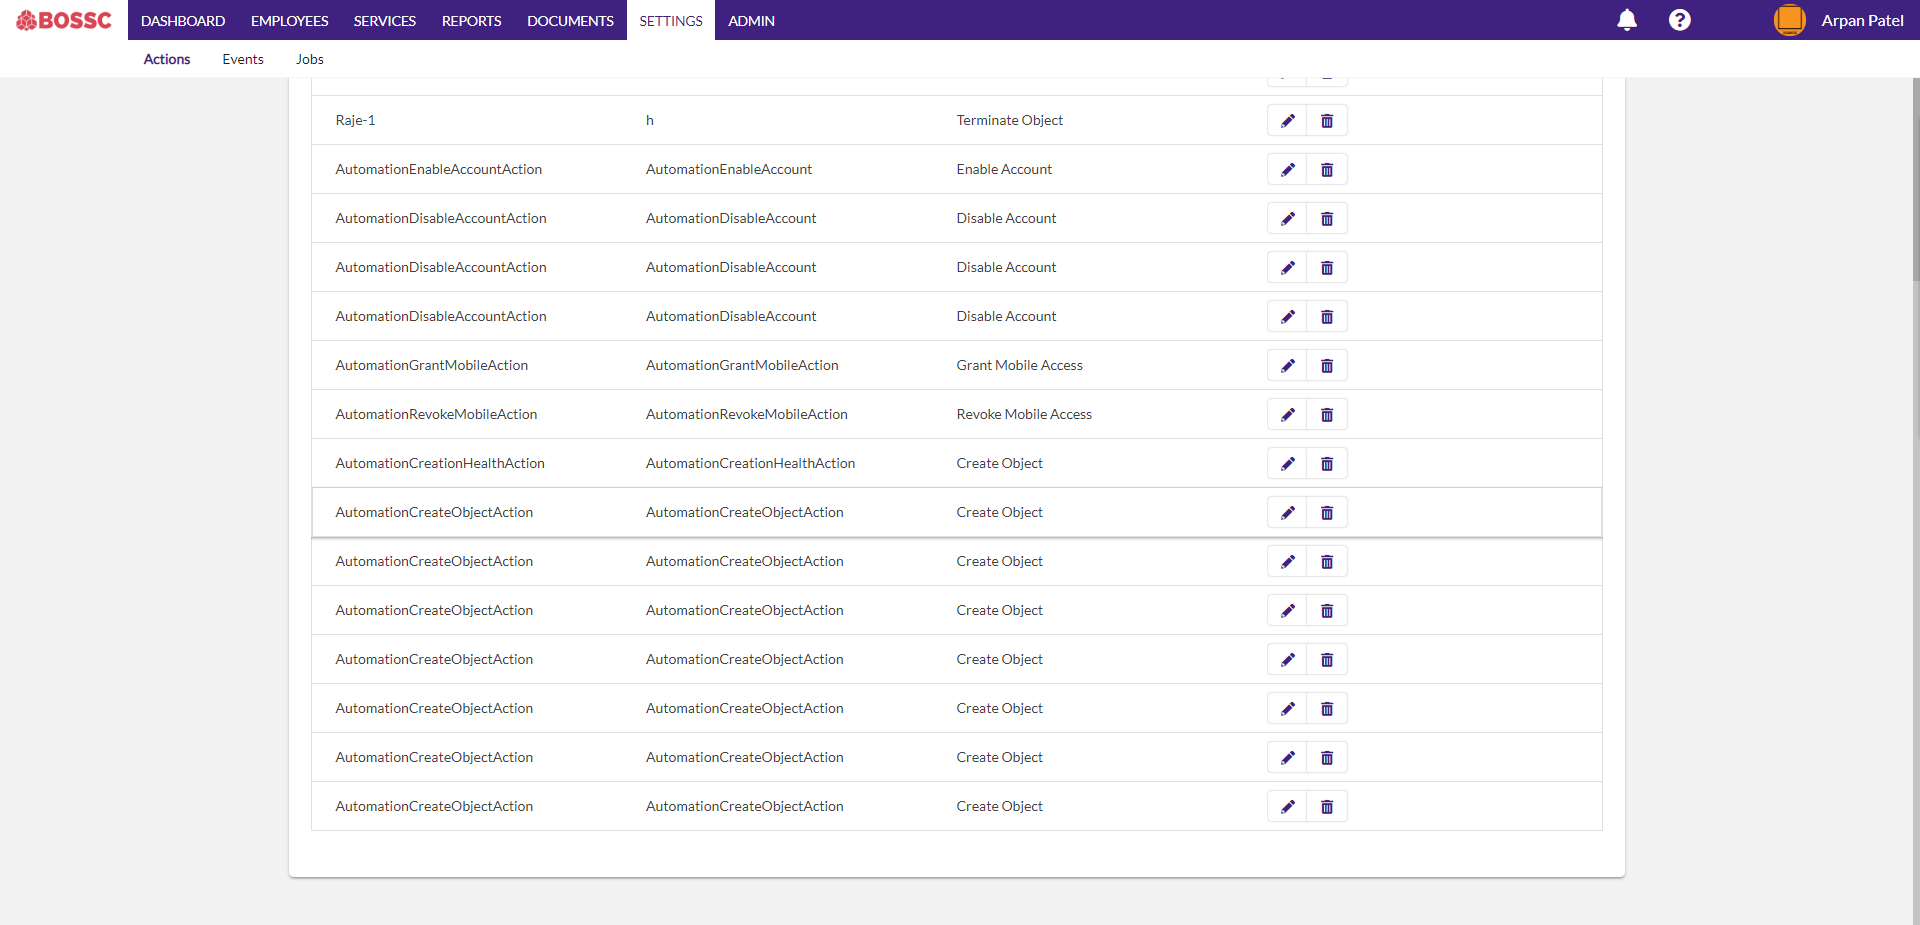 BOSSC DASHBOARD EMPLOYEES SERVICES REPORTS DOCUMENTS SETTINGS ADMIN Arpan Patel
Actions Events Jobs
Raje-1 h Terminate Object
AutomationEnableAccountAction AutomationEnableAccount Enable Account
AutomationDisableAccountAction AutomationDisableAccount Disable Account
AutomationDisableAccountAction AutomationDisableAccount Disable Account
AutomationDisableAccountAction AutomationDisableAccount Disable Account
AutomationGrantMobileAction AutomationGrantMobileAction Grant Mobile Access
AutomationRevokeMobileAction AutomationRevokeMobileAction Revoke Mobile Access
AutomationCreationHealthAction AutomationCreationHealthAction Create Object
AutomationCreateObjectAction AutomationCreateObjectAction Create Object
AutomationCreateObjectAction AutomationCreateObjectAction Create Object
AutomationCreateObjectAction AutomationCreateObjectAction Create Object
AutomationCreateObjectAction AutomationCreateObjectAction Create Object
AutomationCreateObjectAction AutomationCreateObjectAction Create Object
AutomationCreateObjectAction AutomationCreateObjectAction Create Object
AutomationCreateObjectAction AutomationCreateObjectAction Create Object